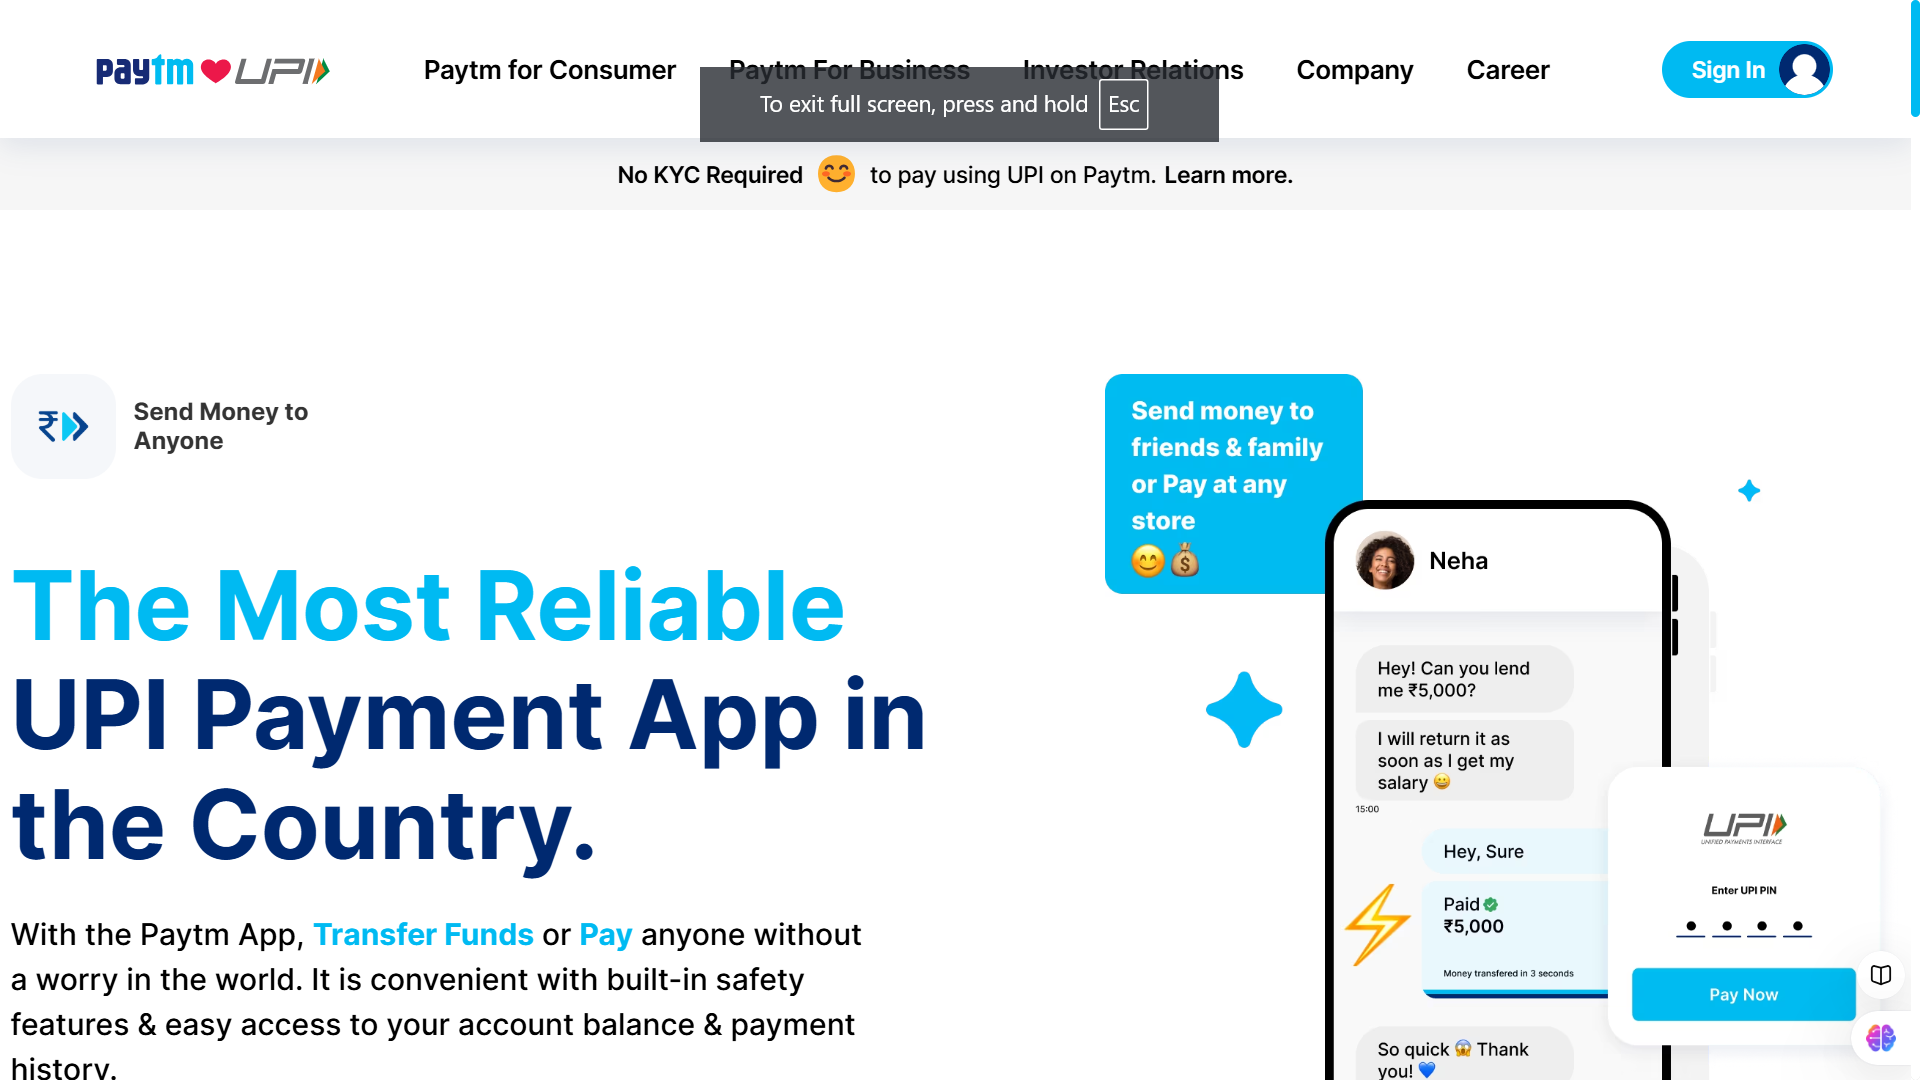 paytm UPI
Paytm for Consumer
Paytm For Business
Investor Relations
Company
Career
Sign In
To exit full screen, press and hold Esc
No KYC Required 😊 to pay using UPI on Paytm. Learn more.
₹
Send Money to
Anyone
The Most Reliable
UPI Payment App in
the Country.
With the Paytm App, Transfer Funds or Pay anyone without
a worry in the world. It is convenient with built-in safety
features & easy access to your account balance & payment
history.
Send money to
friends & family
or Pay at any
store
😊💰
Neha
Hey! Can you lend
me ₹5,000?
I will return it as
soon as I get my
salary 😀
15:00
Hey, Sure
Paid
₹5,000
Money transfered in 3 seconds
So quick 😱 Thank
you! 💙
UPI
UNIFIED PAYMENTS INTERFACE
Enter UPI PIN
Pay Now